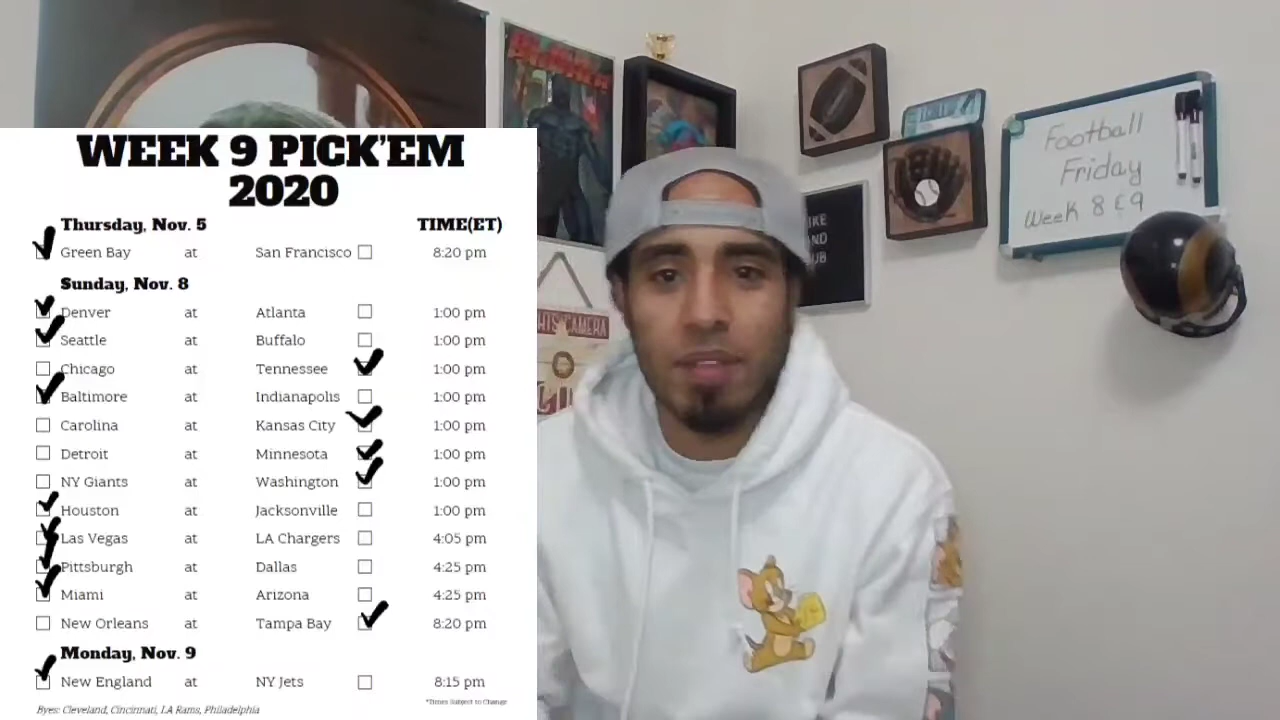 WEEK 9 PICK'EM
2020
Thursday, Nov. 5 TIME(ET)
Green Bay at San Francisco 8:20 pm
Sunday, Nov. 8
Denver at Atlanta 1:00 pm
Seattle at Buffalo 1:00 pm
Chicago at Tennessee 1:00 pm
Baltimore at Indianapolis 1:00 pm
Carolina at Kansas City 1:00 pm
Detroit at Minnesota 1:00 pm
NY Giants at Washington 1:00 pm
Houston at Jacksonville 1:00 pm
Las Vegas at LA Chargers 4:05 pm
Pittsburgh at Dallas 4:25 pm
Miami at Arizona 4:25 pm
New Orleans at Tampa Bay 8:20 pm
Monday, Nov. 9
New England at NY Jets 8:15 pm
*Times Subject to Change
Byes: Cleveland, Cincinnati, LA Rams, Philadelphia
Football
Friday
Week 8 & 9
CAMERA